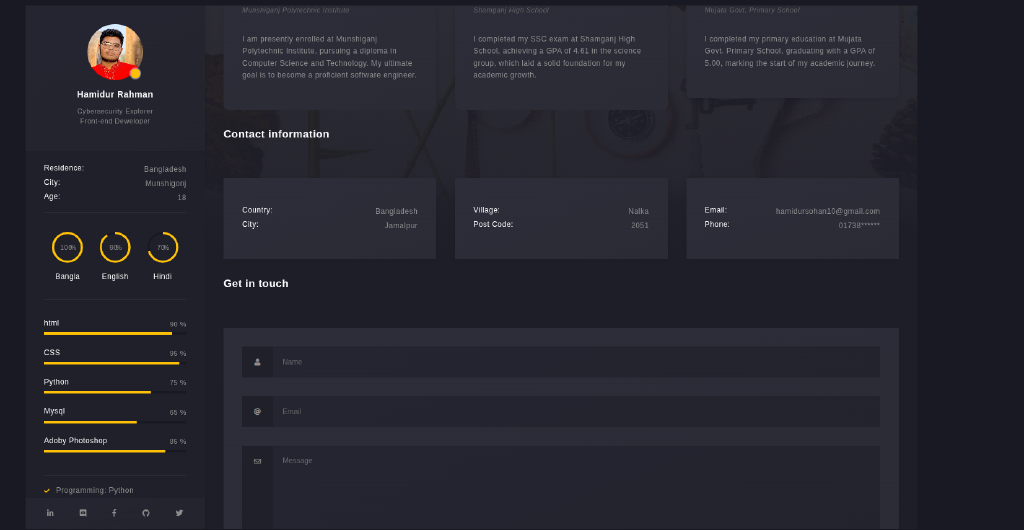 Hamidur Rahman
Cybersecurity Explorer
Front-end Deweloper
Residence: Bangladesh
City: Munshigonj
Age: 18
100% 90% 70%
Bangla English Hindi
html 90 %
CSS 95 %
Python 75 %
Mysql 65 %
Adoby Photoshop 85 %
Programming: Python
Munshiganj Polytechnic Institute
I am presently enrolled at Munshiganj
Polytechnic Institute, pursuing a diploma in
Computer Science and Technology. My ultimate
goal is to become a proficient software engineer.
Shamganj High School
I completed my SSC exam at Shamganj High
School, achieving a GPA of 4.61 in the science
group, which laid a solid foundation for my
academic growth.
Mujata Govt. Primary School
I completed my primary education at Mujata
Govt. Primary School, graduating with a GPA of
5.00, marking the start of my academic journey.
Contact information
Country: Bangladesh
City: Jamalpur
Village: Nalka
Post Code: 2051
Email: hamidursohan10@gmail.com
Phone: 01738******
Get in touch
Name
Email
Message